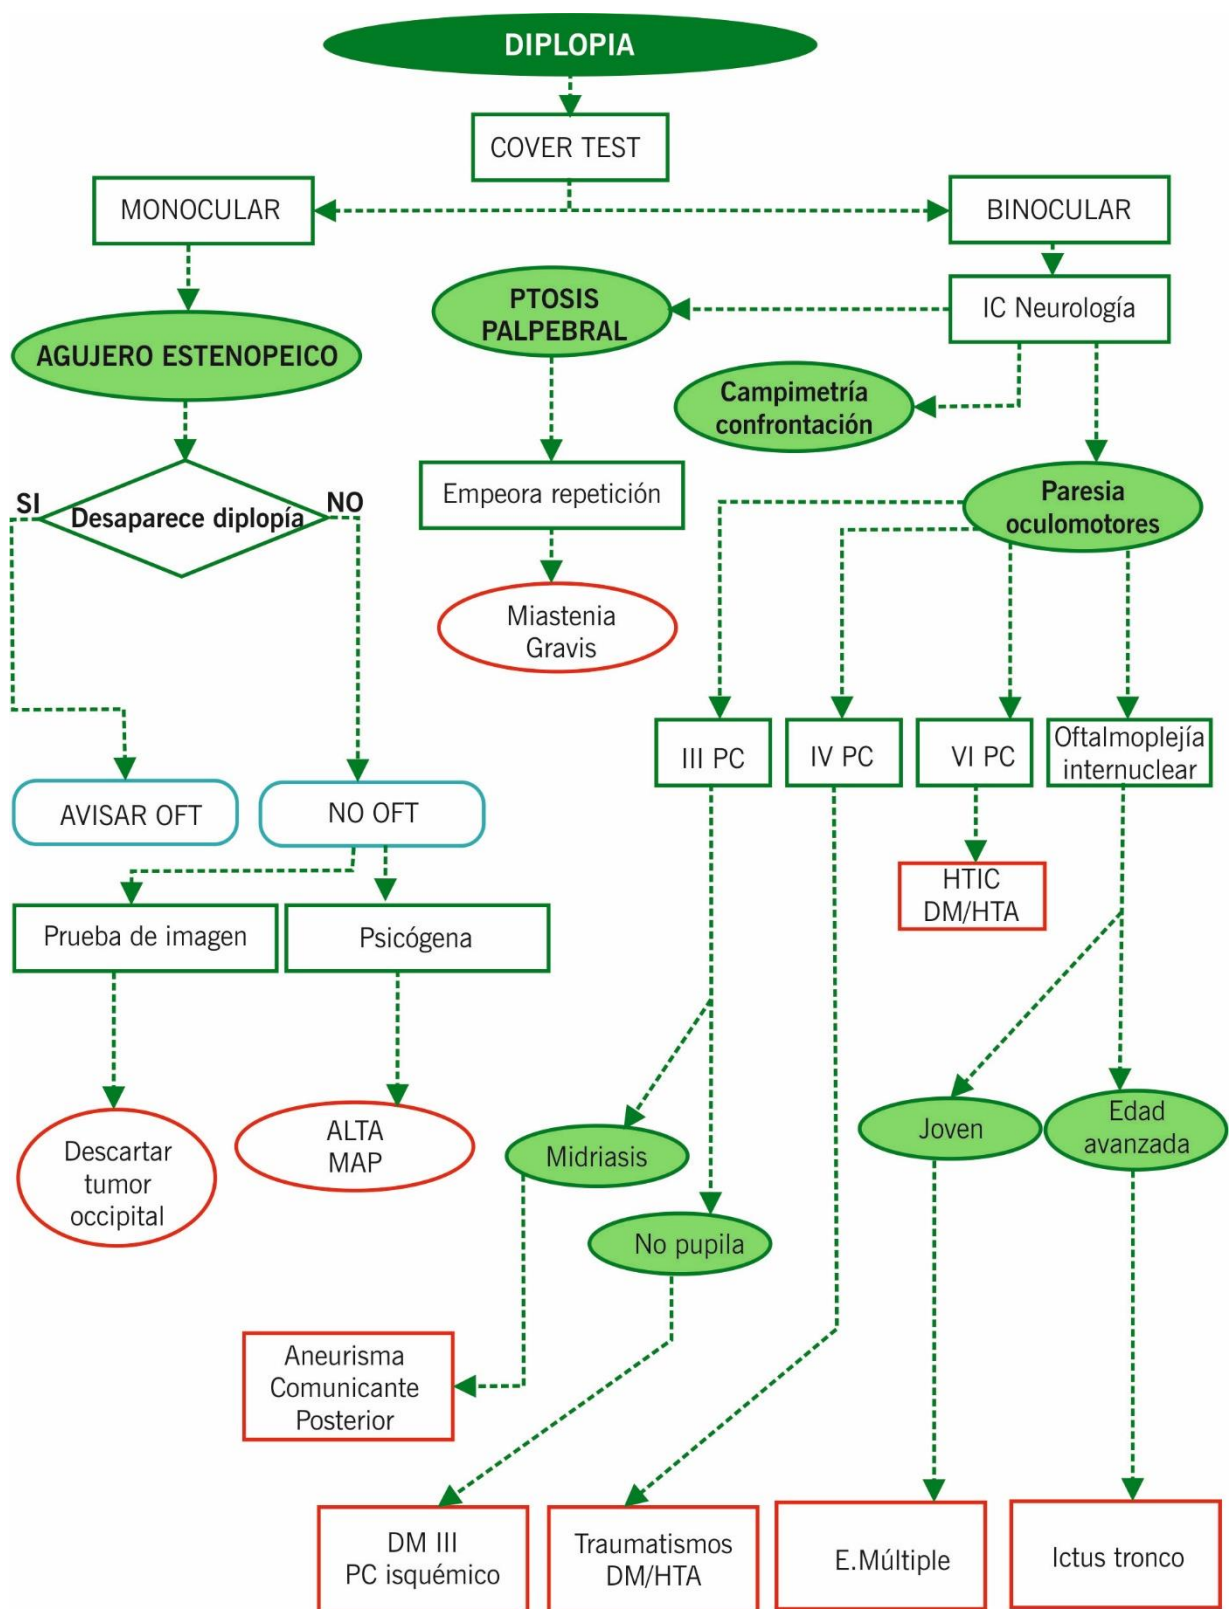 DIPLOPIA
COVER TEST
MONOCULAR
BINOCULAR
PTOSIS
PALPEBRAL
IC Neurología
AGUJERO ESTENOPEICO
Campimetría
confrontación
SI
NO
Desaparece diplopía
Empeora repetición
Paresia
oculomotores
Miastenia
Gravis
III PC
IV PC
VI PC
Oftalmoplejía
internuclear
AVISAR OFT
NO OFT
HTIC
DM/HTA
Prueba de imagen
Psicógena
Descartar
tumor
occipital
ALTA
MAP
Midriasis
Joven
Edad
avanzada
No pupila
Aneurisma
Comunicante
Posterior
DM III
PC isquémico
Traumatismos
DM/HTA
E.Múltiple
Ictus tronco